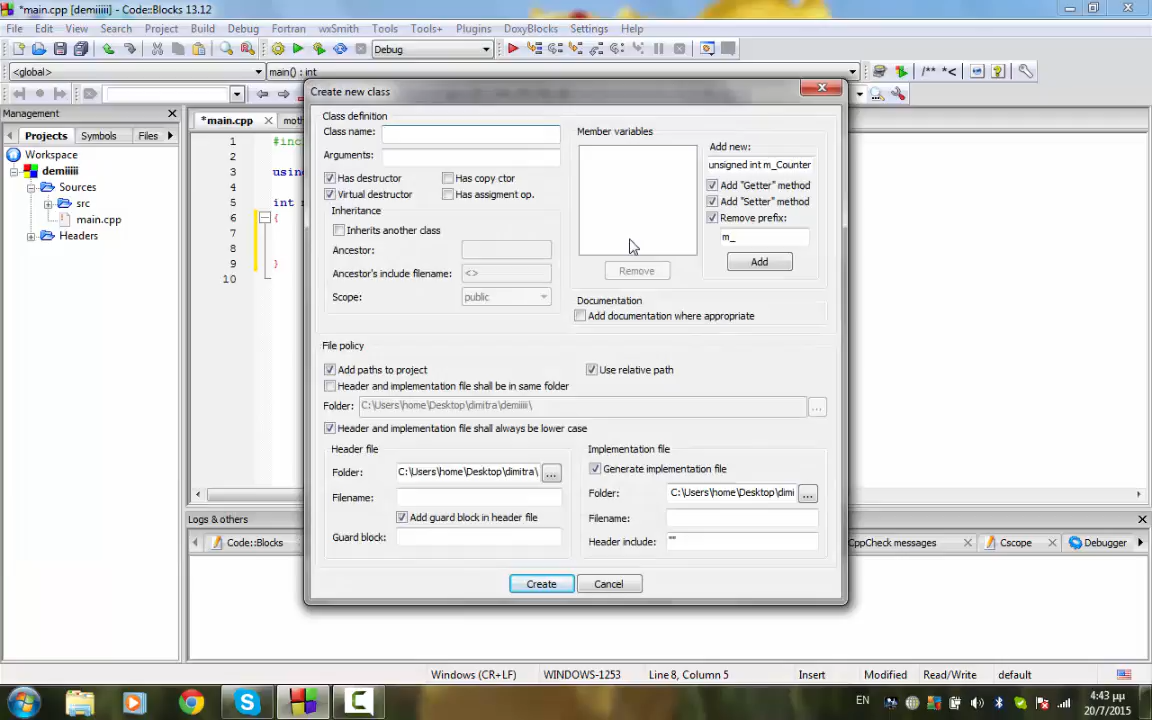 *main.cpp [demiiiii] - Code::Blocks 13.12
File Edit View Search Project Build Debug Fortran wxSmith Tools Tools+ Plugins DoxyBlocks Settings Help
Debug
<global> main() : int /** *<
Management
Projects Symbols Files
Workspace
demiiiii
Sources
src
main.cpp
Headers
*main.cpp
1
2
3
4
5
6
7
8
9
10
#inc
using
int
{
}
Create new class
Class definition
Class name:
Arguments:
Has destructor Has copy ctor
Virtual destructor Has assigment op.
Inheritance
Inherits another class
Ancestor:
Ancestor's include filename: <>
Scope: public
Member variables
Remove
Add new:
unsigned int m_Counter
Add "Getter" method
Add "Setter" method
Remove prefix:
m_
Add
Documentation
Add documentation where appropriate
File policy
Add paths to project Use relative path
Header and implementation file shall be in same folder
Folder: C:\Users\home\Desktop\dimitra\demiiiii\ ...
Header and implementation file shall always be lower case
Header file
Folder: C:\Users\home\Desktop\dimitra\ ...
Filename:
Add guard block in header file
Guard block:
Implementation file
Generate implementation file
Folder: C:\Users\home\Desktop\dimi ...
Filename:
Header include: ""
Create Cancel
Logs & others
Code::Blocks CppCheck messages Cscope Debugger
Windows (CR+LF) WINDOWS-1253 Line 8, Column 5 Insert Modified Read/Write default
EN 4:43 μμ
20/7/2015